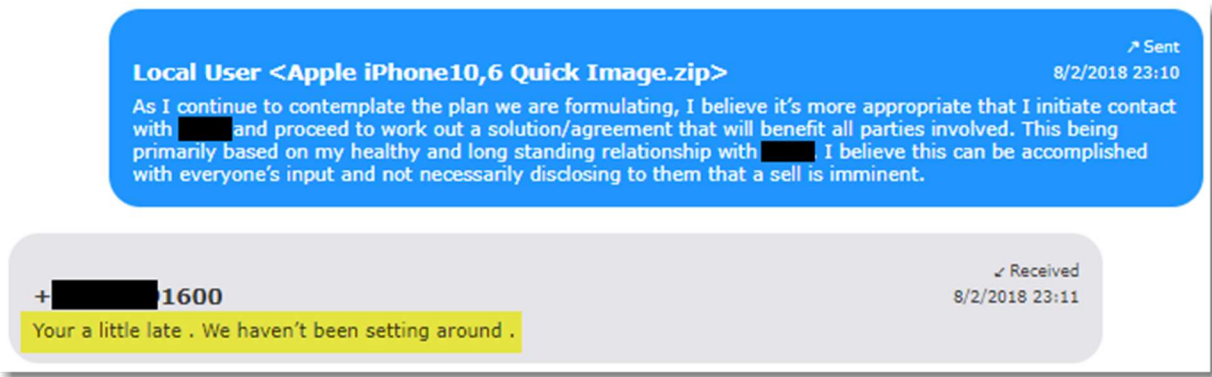 ↗ Sent
Local User <Apple iPhone10,6 Quick Image.zip>
8/2/2018 23:10
As I continue to contemplate the plan we are formulating, I believe it's more appropriate that I initiate contact
with and proceed to work out a solution/agreement that will benefit all parties involved. This being
primarily based on my healthy and long standing relationship with . I believe this can be accomplished
with everyone's input and not necessarily disclosing to them that a sell is imminent.
↙ Received
+ 1600
8/2/2018 23:11
Your a little late . We haven't been setting around .